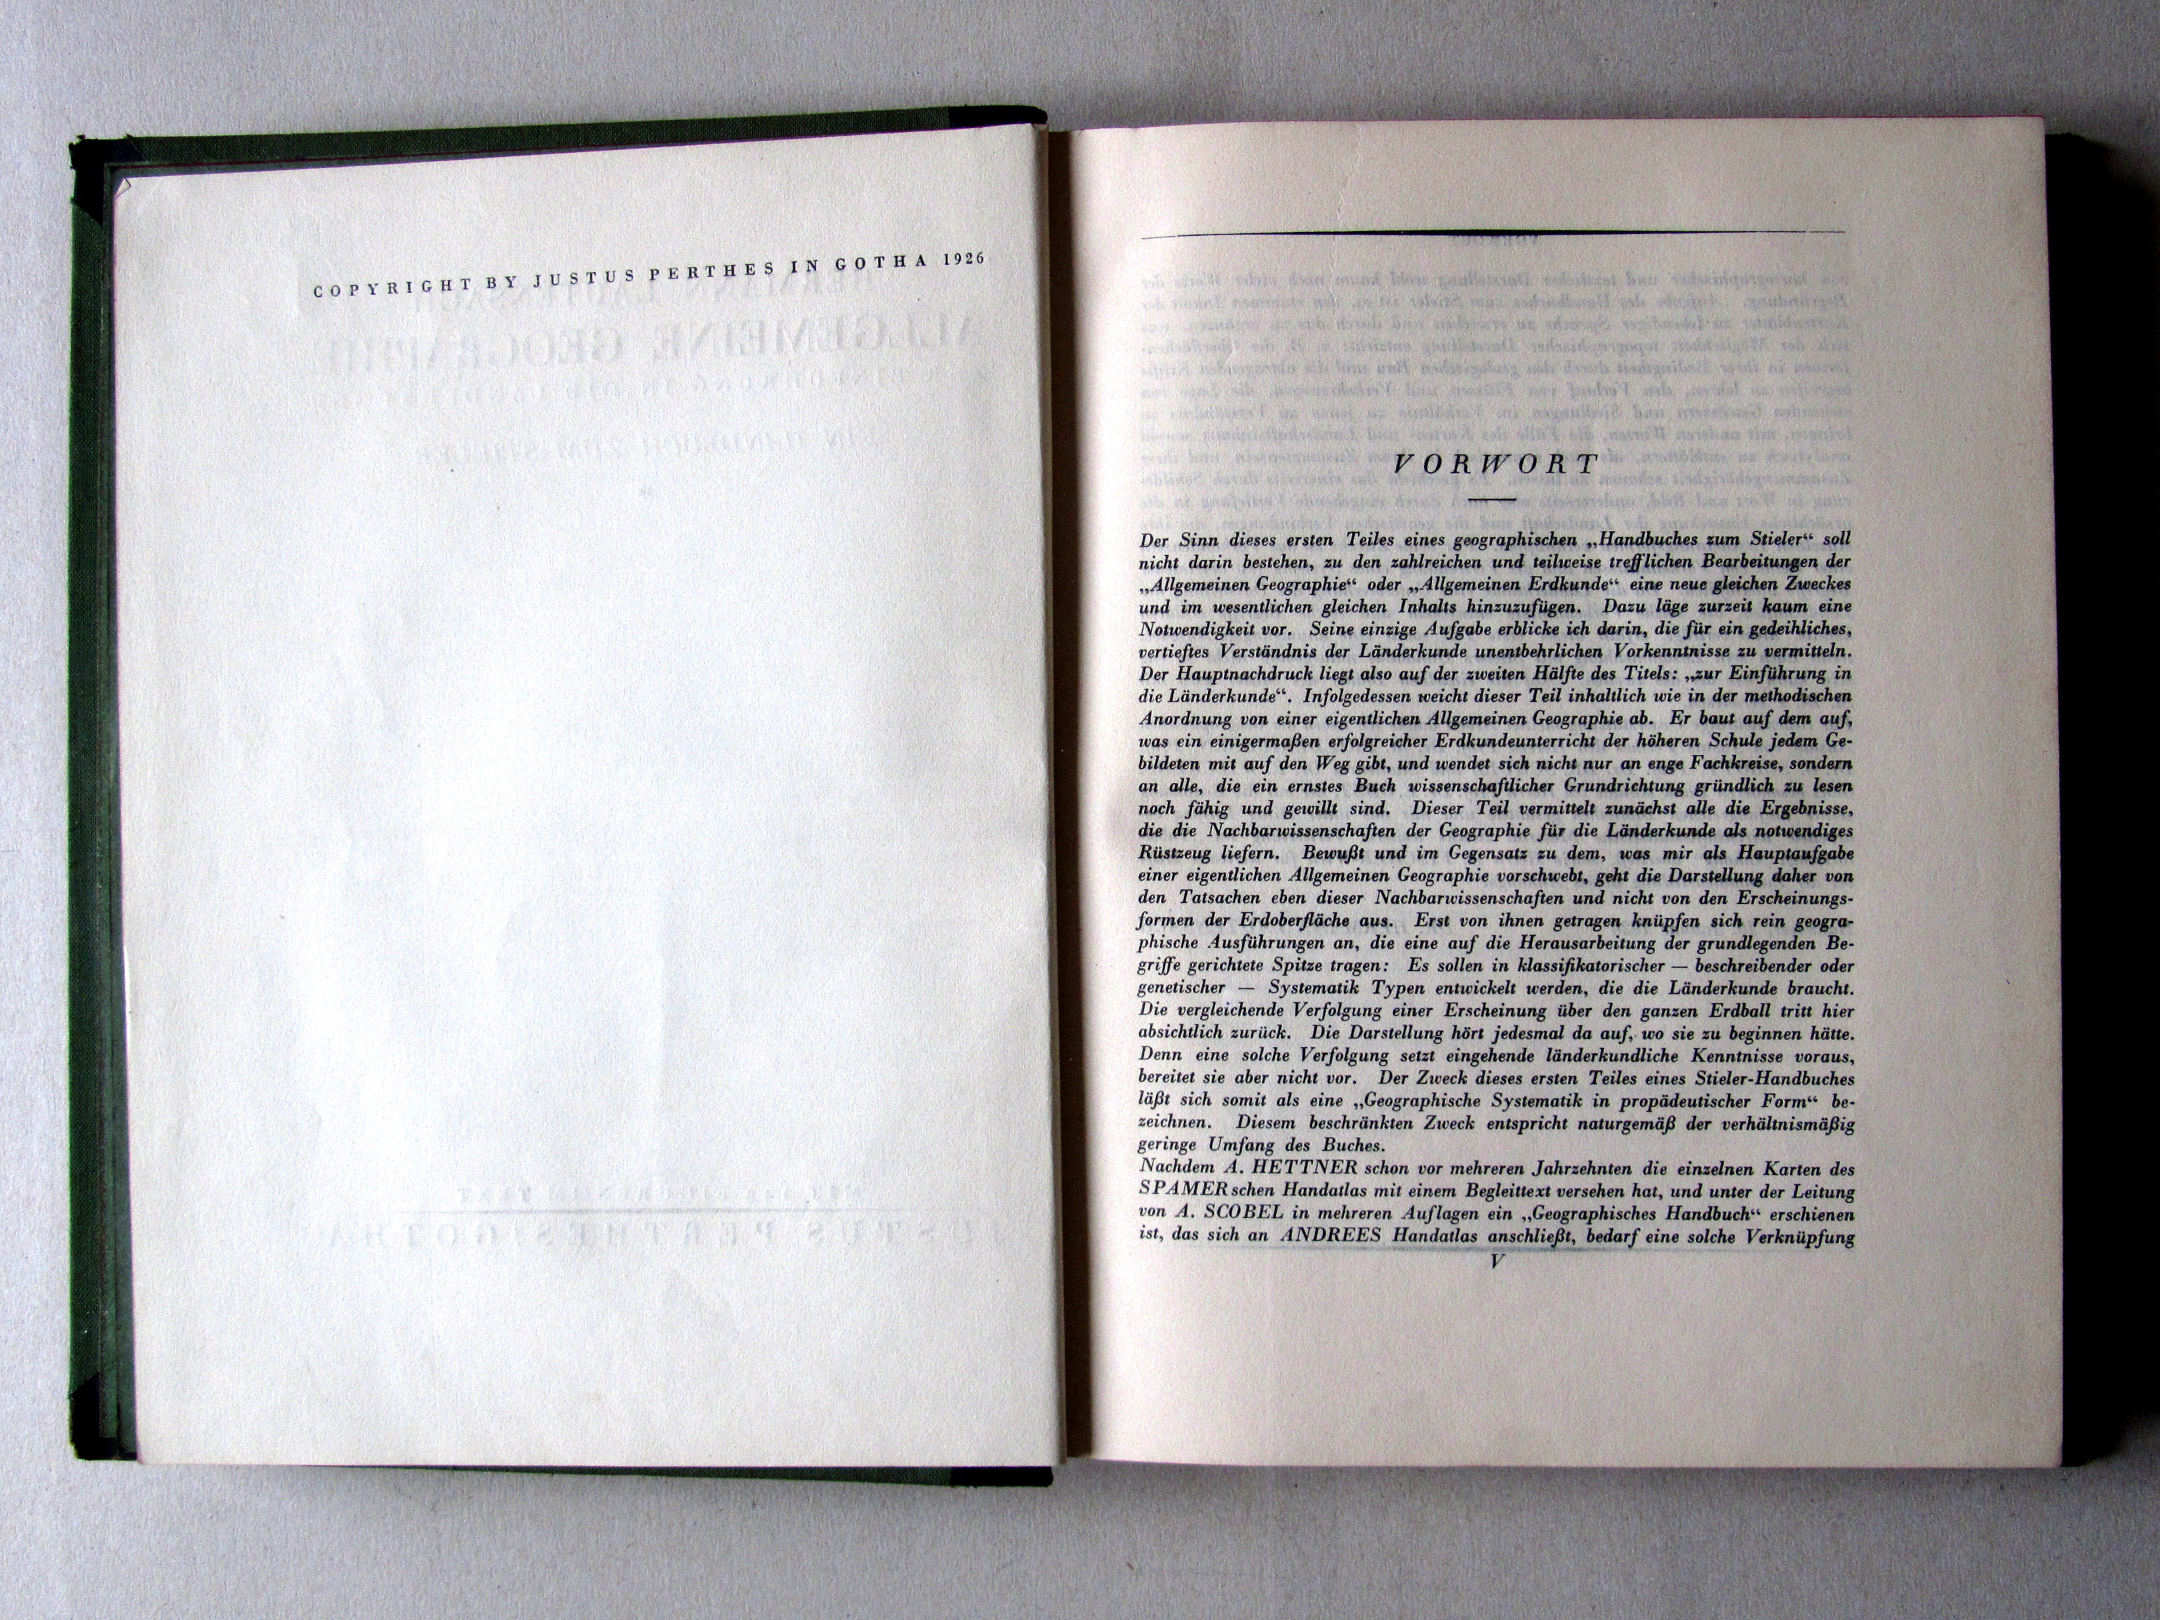 COPYRIGHT BY JUSTUS PERTHES IN GOTHA 1926
VORWORT
Der Sinn dieses ersten Teiles eines geographischen „Handbuches zum Stieler“ soll
nicht darin bestehen, zu den zahlreichen und teilweise trefflichen Bearbeitungen der
„Allgemeinen Geographie“ oder „Allgemeinen Erdkunde“ eine neue gleichen Zweckes
und im wesentlichen gleichen Inhalts hinzuzufügen. Dazu läge zurzeit kaum eine
Notwendigkeit vor. Seine einzige Aufgabe erblicke ich darin, die für ein gedeihliches,
vertieftes Verständnis der Länderkunde unentbehrlichen Vorkenntnisse zu vermitteln.
Der Hauptnachdruck liegt also auf der zweiten Hälfte des Titels: „zur Einführung in
die Länderkunde“. Infolgedessen weicht dieser Teil inhaltlich wie in der methodischen
Anordnung von einer eigentlichen Allgemeinen Geographie ab. Er baut auf dem auf,
was ein einigermaßen erfolgreicher Erdkundeunterricht der höheren Schule jedem Ge-
bildeten mit auf den Weg gibt, und wendet sich nicht nur an enge Fachkreise, sondern
an alle, die ein ernstes Buch wissenschaftlicher Grundrichtung gründlich zu lesen
noch fähig und gewillt sind. Dieser Teil vermittelt zunächst alle die Ergebnisse,
die die Nachbarwissenschaften der Geographie für die Länderkunde als notwendiges
Rüstzeug liefern. Bewußt und im Gegensatz zu dem, was mir als Hauptaufgabe
einer eigentlichen Allgemeinen Geographie vorschwebt, geht die Darstellung daher von
den Tatsachen eben dieser Nachbarwissenschaften und nicht von den Erscheinungs-
formen der Erdoberfläche aus. Erst von ihnen getragen knüpfen sich rein geogra-
phische Ausführungen an, die eine auf die Herausarbeitung der grundlegenden Be-
griffe gerichtete Spitze tragen: Es sollen in klassifikatorischer — beschreibender oder
genetischer — Systematik Typen entwickelt werden, die die Länderkunde braucht.
Die vergleichende Verfolgung einer Erscheinung über den ganzen Erdball tritt hier
absichtlich zurück. Die Darstellung hört jedesmal da auf, wo sie zu beginnen hätte.
Denn eine solche Verfolgung setzt eingehende länderkundliche Kenntnisse voraus,
bereitet sie aber nicht vor. Der Zweck dieses ersten Teiles eines Stieler-Handbuches
läßt sich somit als eine „Geographische Systematik in propädeutischer Form“ be-
zeichnen. Diesem beschränkten Zweck entspricht naturgemäß der verhältnismäßig
geringe Umfang des Buches.
Nachdem A. HETTNER schon vor mehreren Jahrzehnten die einzelnen Karten des
SPAMERschen Handatlas mit einem Begleittext versehen hat, und unter der Leitung
von A. SCOBEL in mehreren Auflagen ein „Geographisches Handbuch“ erschienen
ist, das sich an ANDREES Handatlas anschließt, bedarf eine solche Verknüpfung
V